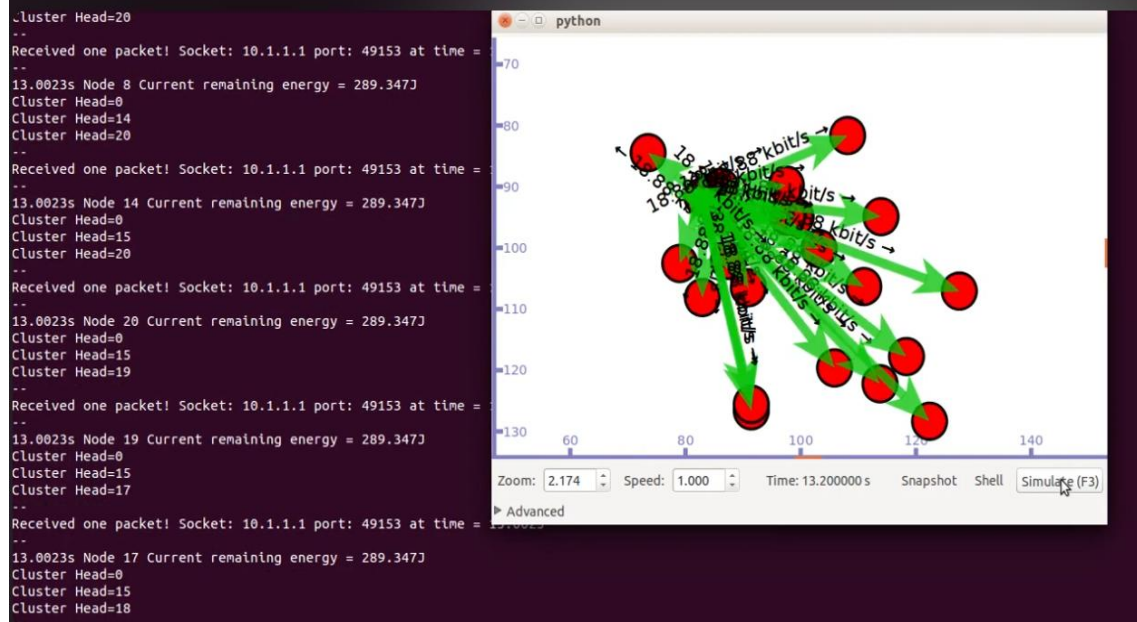 Cluster Head=20
--
Received one packet! Socket: 10.1.1.1 port: 49153 at time =
--
13.0023s Node 8 Current remaining energy = 289.347J
Cluster Head=0
Cluster Head=14
Cluster Head=20
--
Received one packet! Socket: 10.1.1.1 port: 49153 at time =
--
13.0023s Node 14 Current remaining energy = 289.347J
Cluster Head=0
Cluster Head=15
Cluster Head=20
--
Received one packet! Socket: 10.1.1.1 port: 49153 at time =
--
13.0023s Node 20 Current remaining energy = 289.347J
Cluster Head=0
Cluster Head=15
Cluster Head=19
--
Received one packet! Socket: 10.1.1.1 port: 49153 at time =
--
13.0023s Node 19 Current remaining energy = 289.347J
Cluster Head=0
Cluster Head=15
Cluster Head=17
--
Received one packet! Socket: 10.1.1.1 port: 49153 at time =
--
13.0023s Node 17 Current remaining energy = 289.347J
Cluster Head=0
Cluster Head=15
Cluster Head=18
python
70
80
90
100
110
120
130
60
80
100
120
140
kbit/s →
kbit/s →
kbit/s →
Zoom: 2.174 Speed: 1.000 Time: 13.200000 s Snapshot Shell Simulate (F3)
Advanced